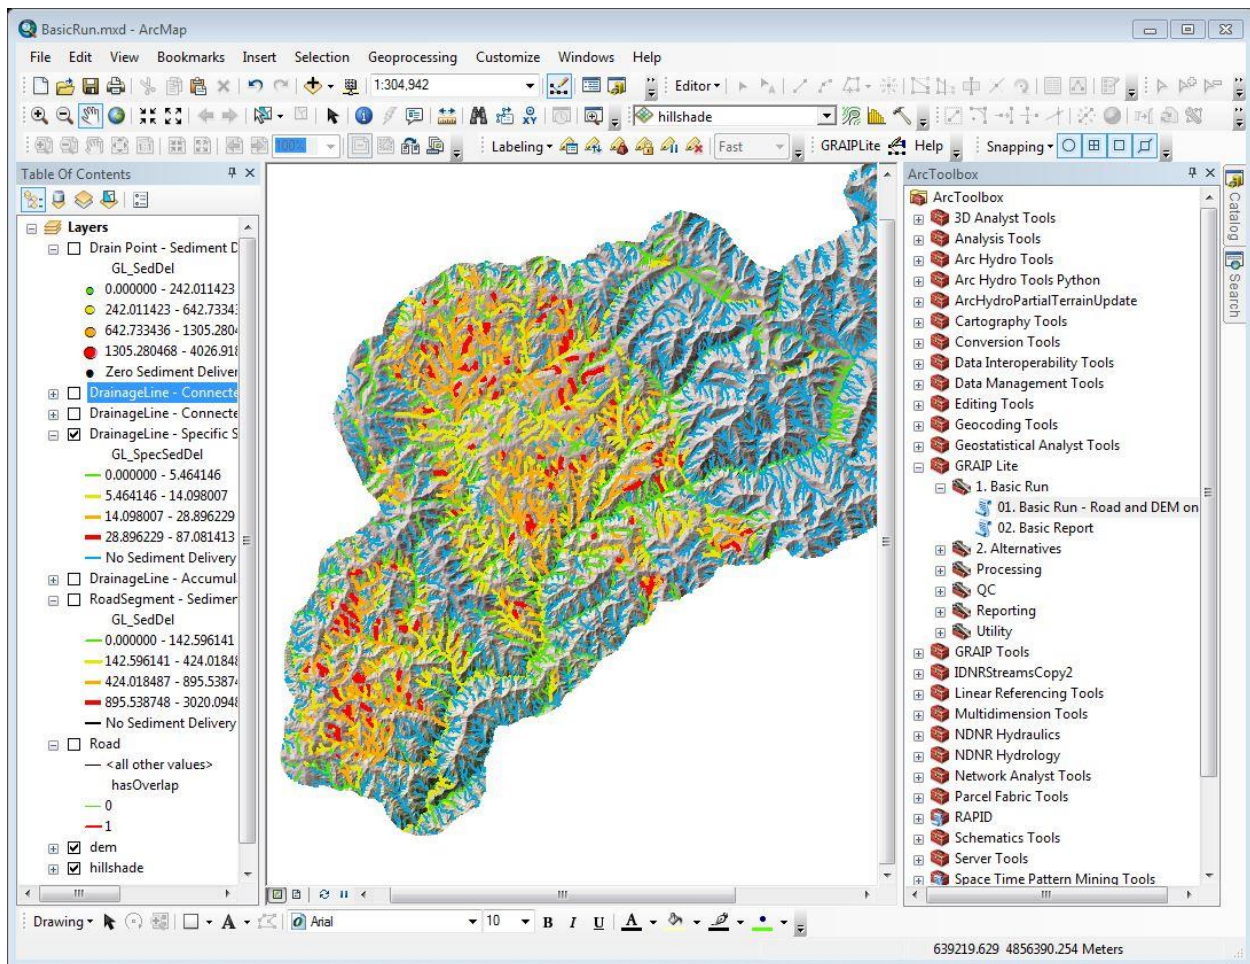 BasicRun.mxd - ArcMap
File Edit View Bookmarks Insert Selection Geoprocessing Customize Windows Help
1:304,942 Editor
hillshade
100% Labeling Fast GRAIPLite Help Snapping
Table Of Contents
Layers
Drain Point - Sediment D
GL_SedDel
0.000000 - 242.011423
242.011423 - 642.7334
642.733436 - 1305.280
1305.280468 - 4026.918
Zero Sediment Deliver
DrainageLine - Connecte
DrainageLine - Connecte
DrainageLine - Specific S
GL_SpecSedDel
0.000000 - 5.464146
5.464146 - 14.098007
14.098007 - 28.896229
28.896229 - 87.081413
No Sediment Delivery
DrainageLine - Accumul
RoadSegment - Sedimen
GL_SedDel
0.000000 - 142.596141
142.596141 - 424.01848
424.018487 - 895.5387
895.538748 - 3020.0948
No Sediment Delivery
Road
<all other values>
hasOverlap
0
1
dem
hillshade
ArcToolbox
ArcToolbox
3D Analyst Tools
Analysis Tools
Arc Hydro Tools
Arc Hydro Tools Python
ArcHydroPartialTerrainUpdate
Cartography Tools
Conversion Tools
Data Interoperability Tools
Data Management Tools
Editing Tools
Geocoding Tools
Geostatistical Analyst Tools
GRAIP Lite
1. Basic Run
01. Basic Run - Road and DEM on
02. Basic Report
2. Alternatives
Processing
QC
Reporting
Utility
GRAIP Tools
IDNRStreamsCopy2
Linear Referencing Tools
Multidimension Tools
NDNR Hydraulics
NDNR Hydrology
Network Analyst Tools
Parcel Fabric Tools
RAPID
Schematics Tools
Server Tools
Space Time Pattern Mining Tools
Catalog
Search
Drawing A Arial 10 B I U A
639219.629 4856390.254 Meters